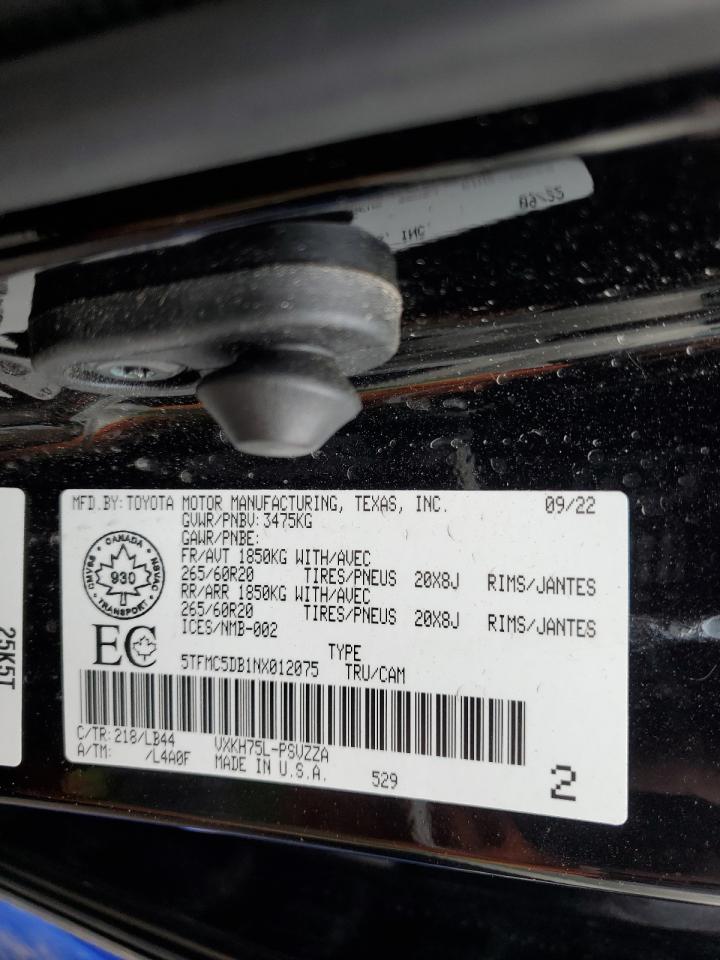 MFD.BY:TOYOTA MOTOR MANUFACTURING, TEXAS, INC. 09/22
GVWR/PNBV:3475KG
GAWR/PNBE:
FR/AVT 1850KG WITH/AVEC
265/60R20 TIRES/PNEUS 20X8J RIMS/JANTES
RR/ARR 1850KG WITH/AVEC
265/60R20 TIRES/PNEUS 20X8J RIMS/JANTES
ICES/NMB-002
CANADA
CMVSS 930 NSVAC
TRANSPORT
EC
TYPE
5TFMC5DB1NX012075 TRU/CAM
C/TR:218/LB44 VXKH75L-PSVZZA
A/TM: /L4A0F MADE IN U.S.A. 529
2
25K5T
INC.